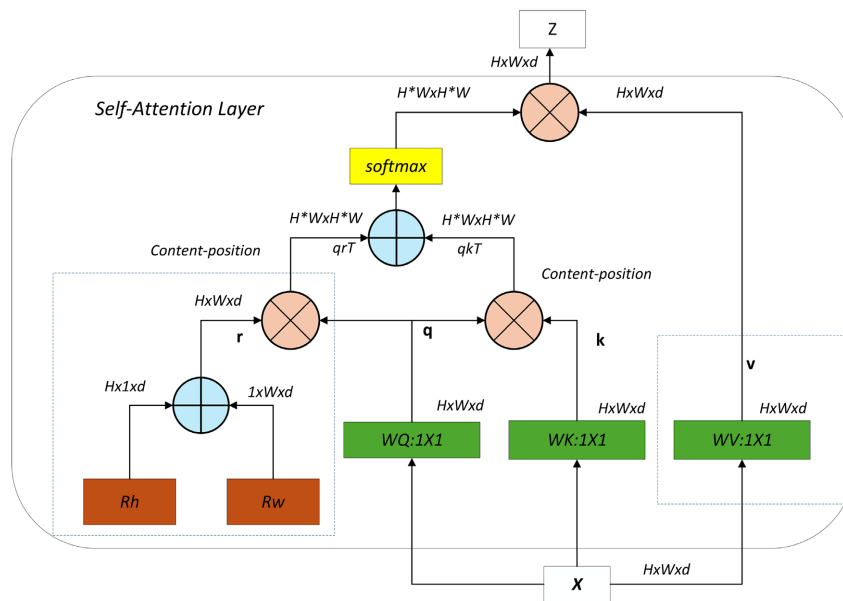 Z
HxWxd
H*WxH*W
HxWxd
Self-Attention Layer
softmax
H*WxH*W
H*WxH*W
Content-position
qrT
qkT
Content-position
HxWxd
r
q
k
v
Hx1xd
1xWxd
HxWxd
HxWxd
HxWxd
WQ:1X1
WK:1X1
WV:1X1
Rh
Rw
X
HxWxd